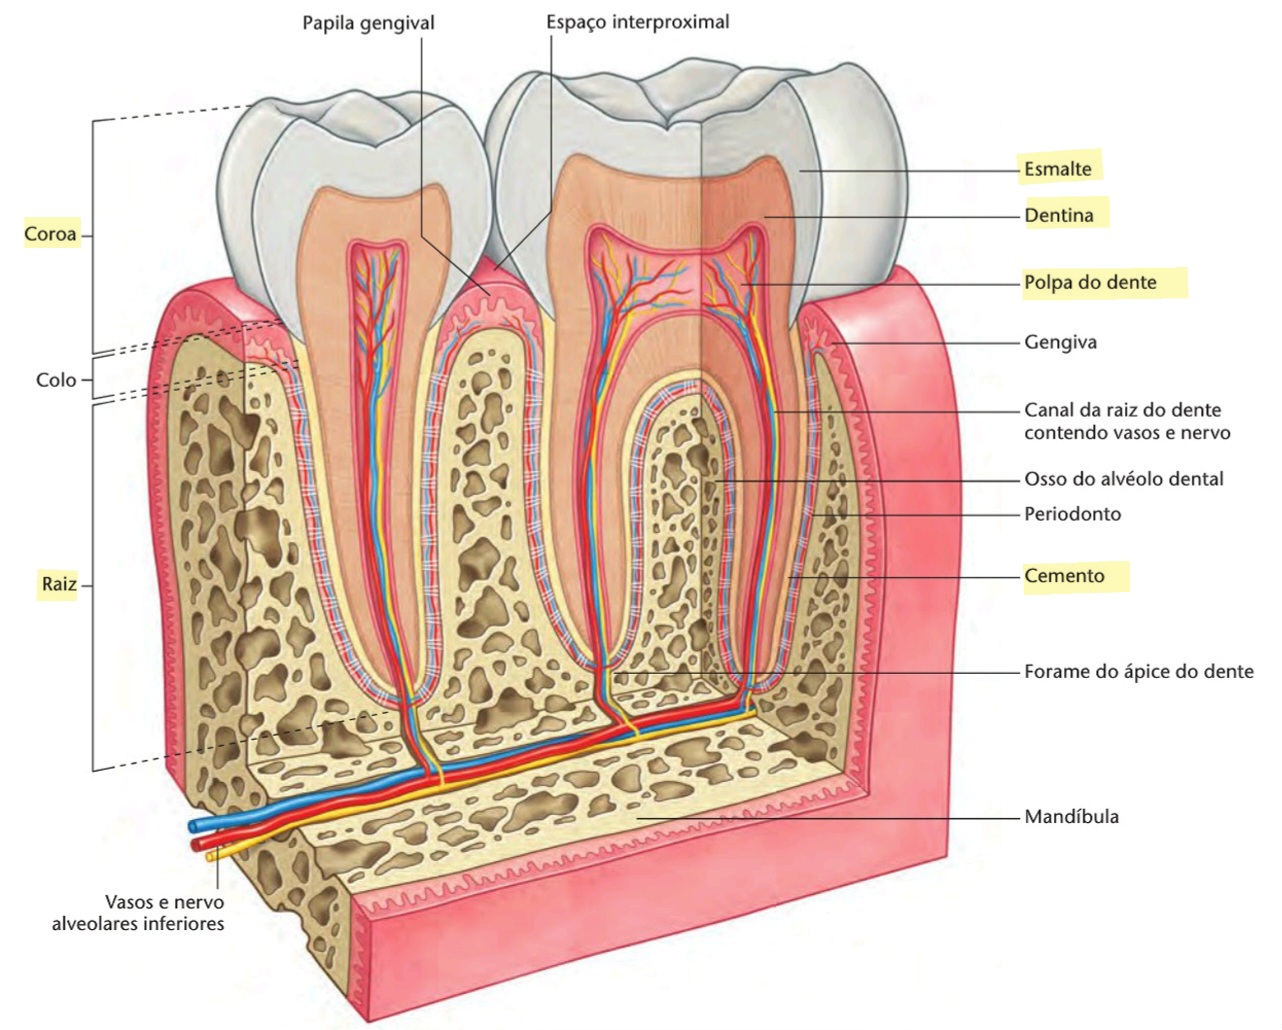 Papila gengival
Espaço interproximal
Coroa
Colo
Raiz
Esmalte
Dentina
Polpa do dente
Gengiva
Canal da raiz do dente
contendo vasos e nervo
Osso do alvéolo dental
Periodonto
Cemento
Forame do ápice do dente
Mandíbula
Vasos e nervo
alveolares inferiores